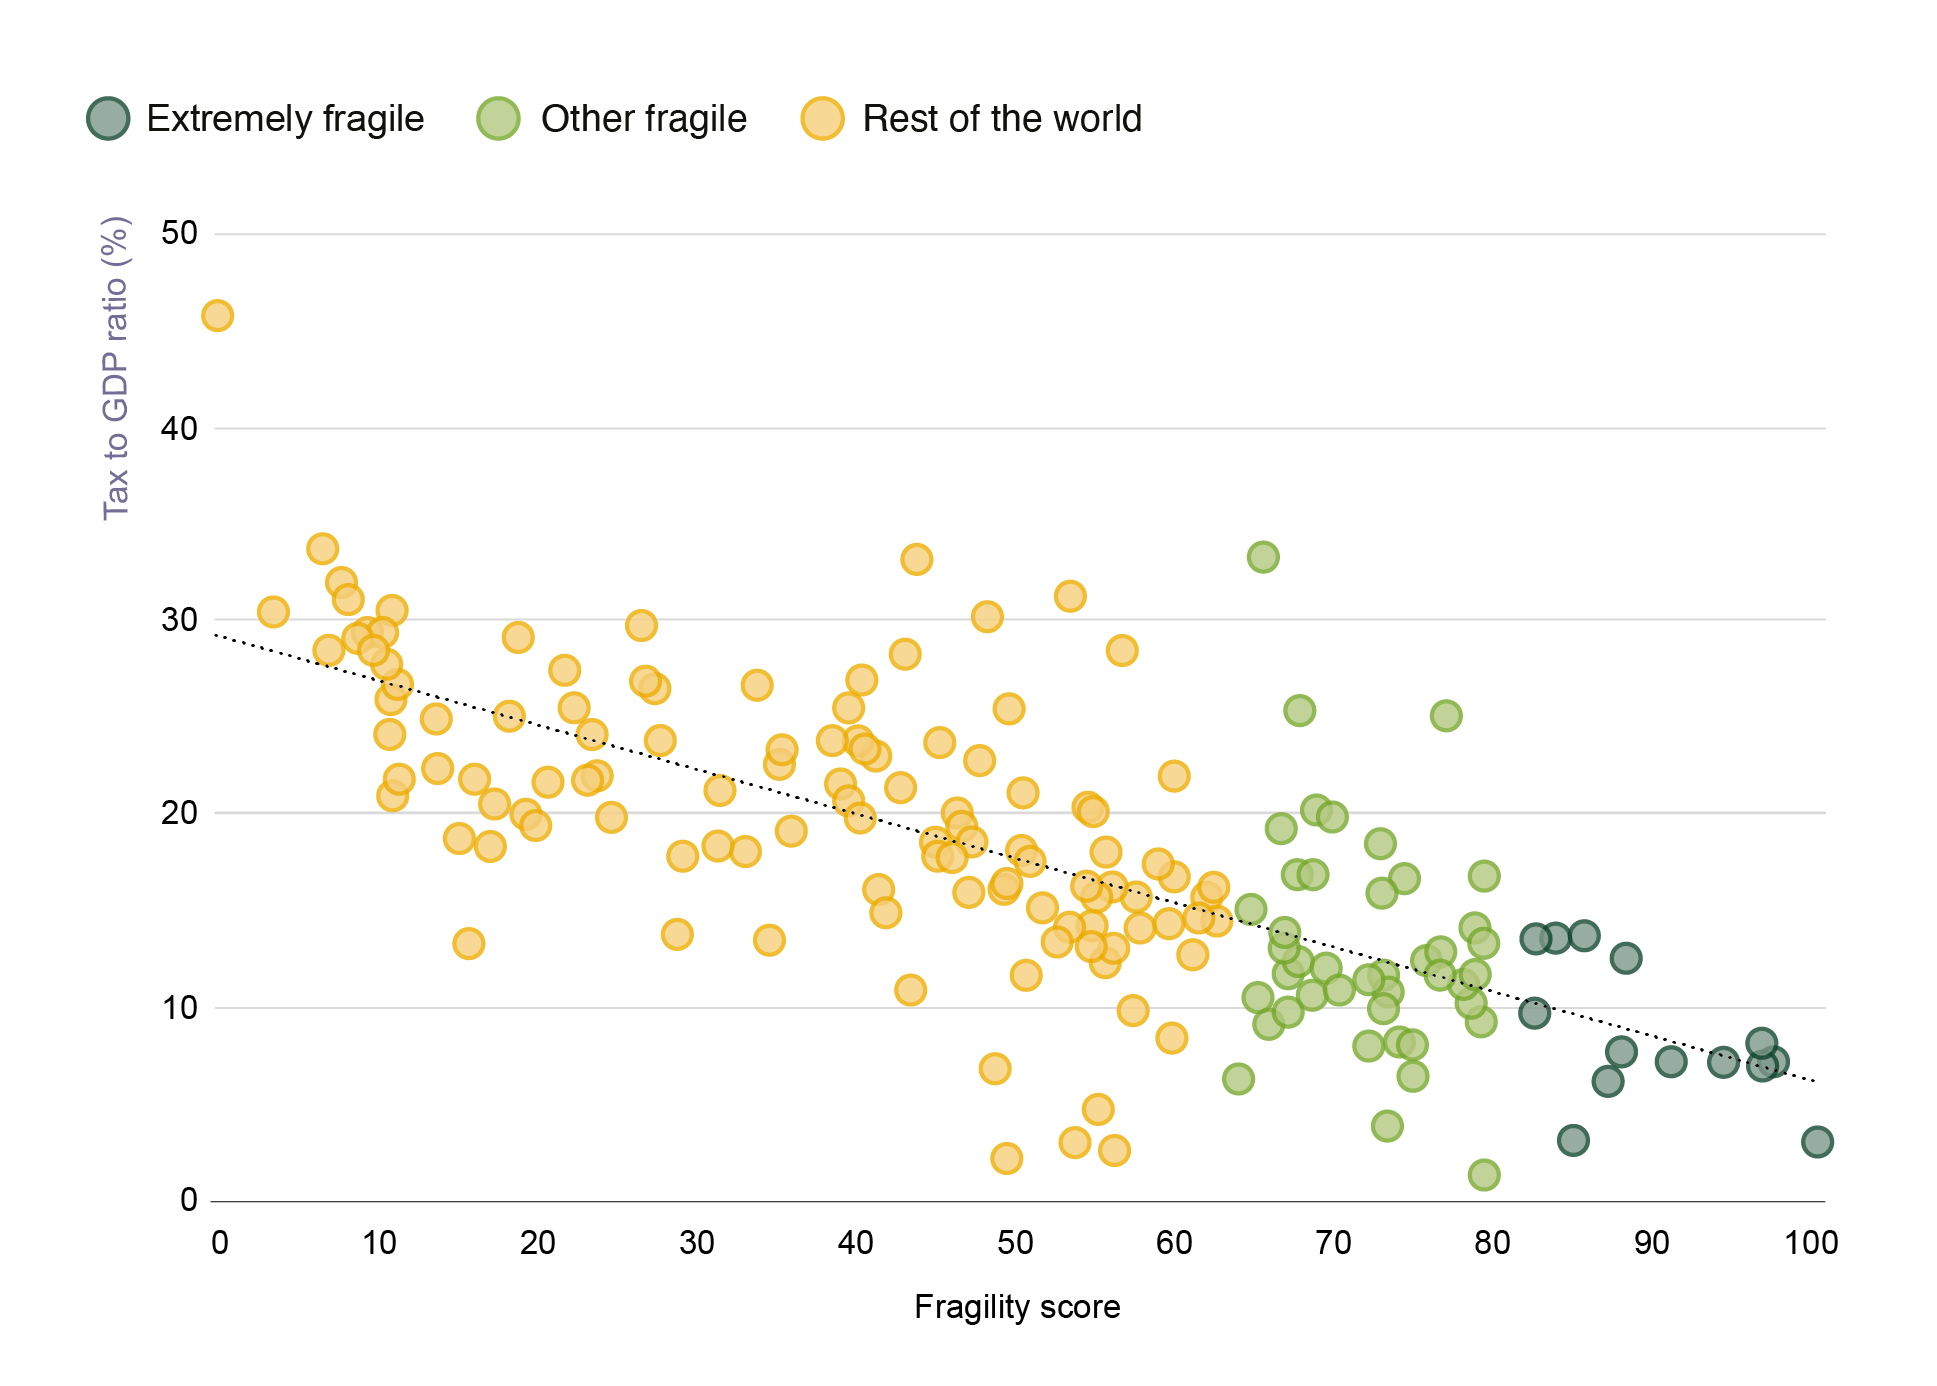 Extremely fragile
Other fragile
Rest of the world
Tax to GDP ratio (%)
50
40
30
20
10
0
0 10 20 30 40 50 60 70 80 90 100
Fragility score